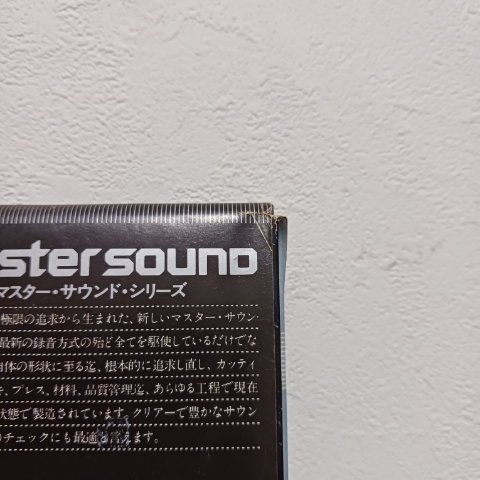 ster sound
マスター・サウンド・シリーズ
極限の追求から生まれた、新しいマスター・サウン
最新の録音方式の殆ど全てを駆使しているだけでな
自体の形状に至る迄、根本的に追求し直し、カッティ
キ、プレス、材料、品質管理迄、あらゆる工程で現在
状態で製造されています。クリアーで豊かなサウン
のチェックにも最適と言えます。